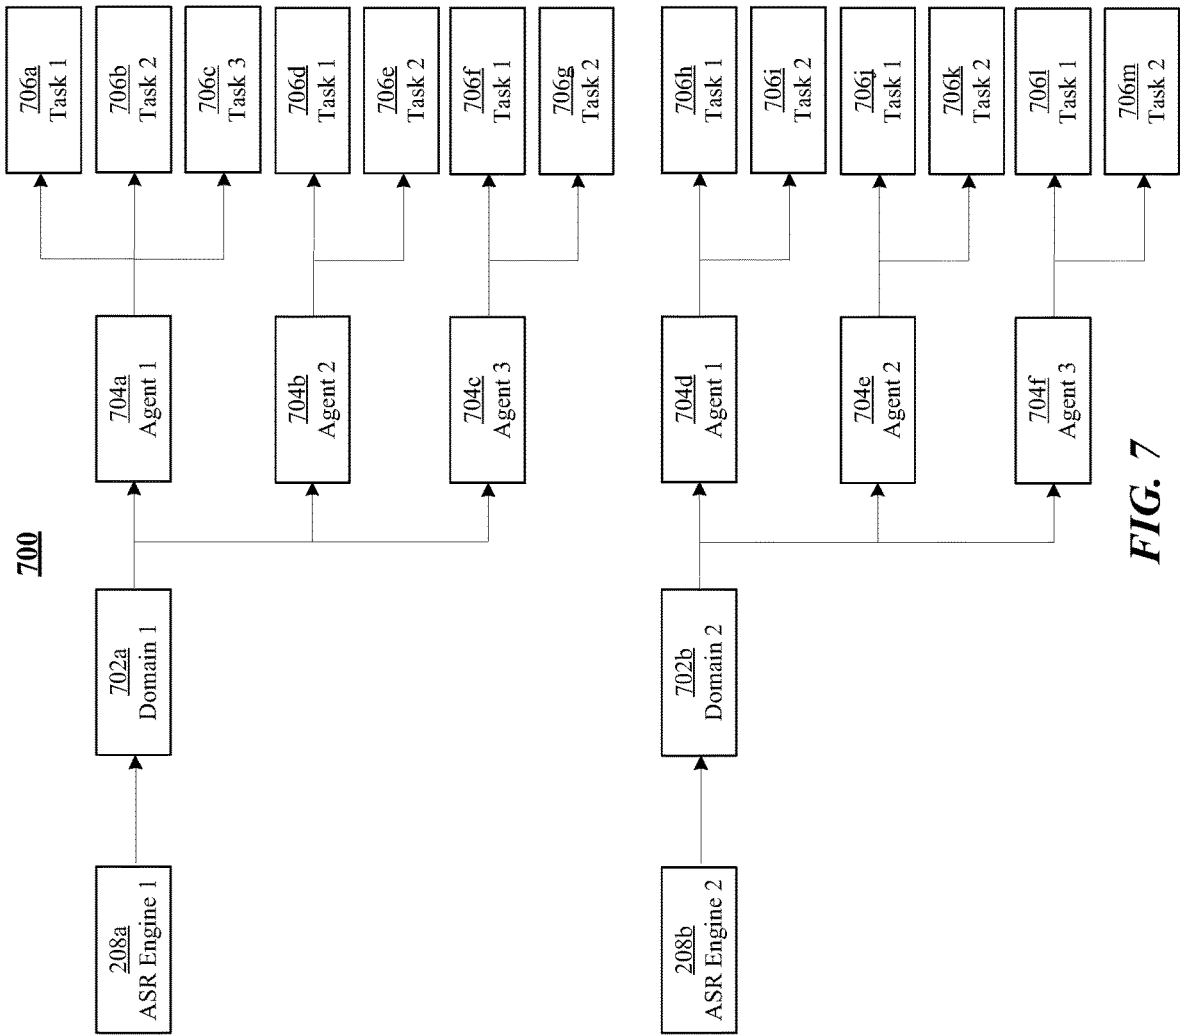 700
208a
ASR Engine 1
702a
Domain 1
704a
Agent 1
704b
Agent 2
704c
Agent 3
706a
Task 1
706b
Task 2
706c
Task 3
706d
Task 1
706e
Task 2
706f
Task 1
706g
Task 2
208b
ASR Engine 2
702b
Domain 2
704d
Agent 1
704e
Agent 2
704f
Agent 3
706h
Task 1
706i
Task 2
706j
Task 1
706k
Task 2
706l
Task 1
706m
Task 2
FIG. 7